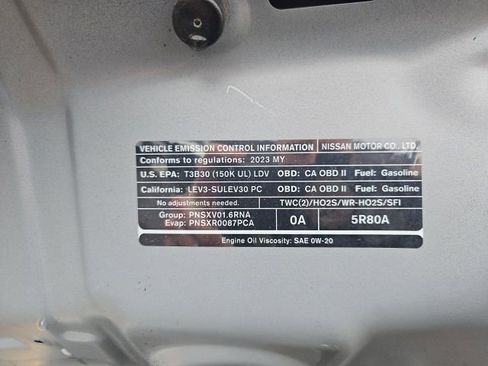 VEHICLE EMISSION CONTROL INFORMATION NISSAN MOTOR CO., LTD.
Conforms to regulations: 2023 MY
U.S. EPA: T3B30 (150K UL) LDV OBD: CA OBD II Fuel: Gasoline
California: LEV3-SULEV30 PC OBD: CA OBD II Fuel: Gasoline
No adjustments needed. TWC(2)/HO2S/WR-HO2S/SFI
Group: PNSXV01.6RNA
Evap: PNSXR0087PCA
0A 5R80A
Engine Oil Viscosity: SAE 0W-20